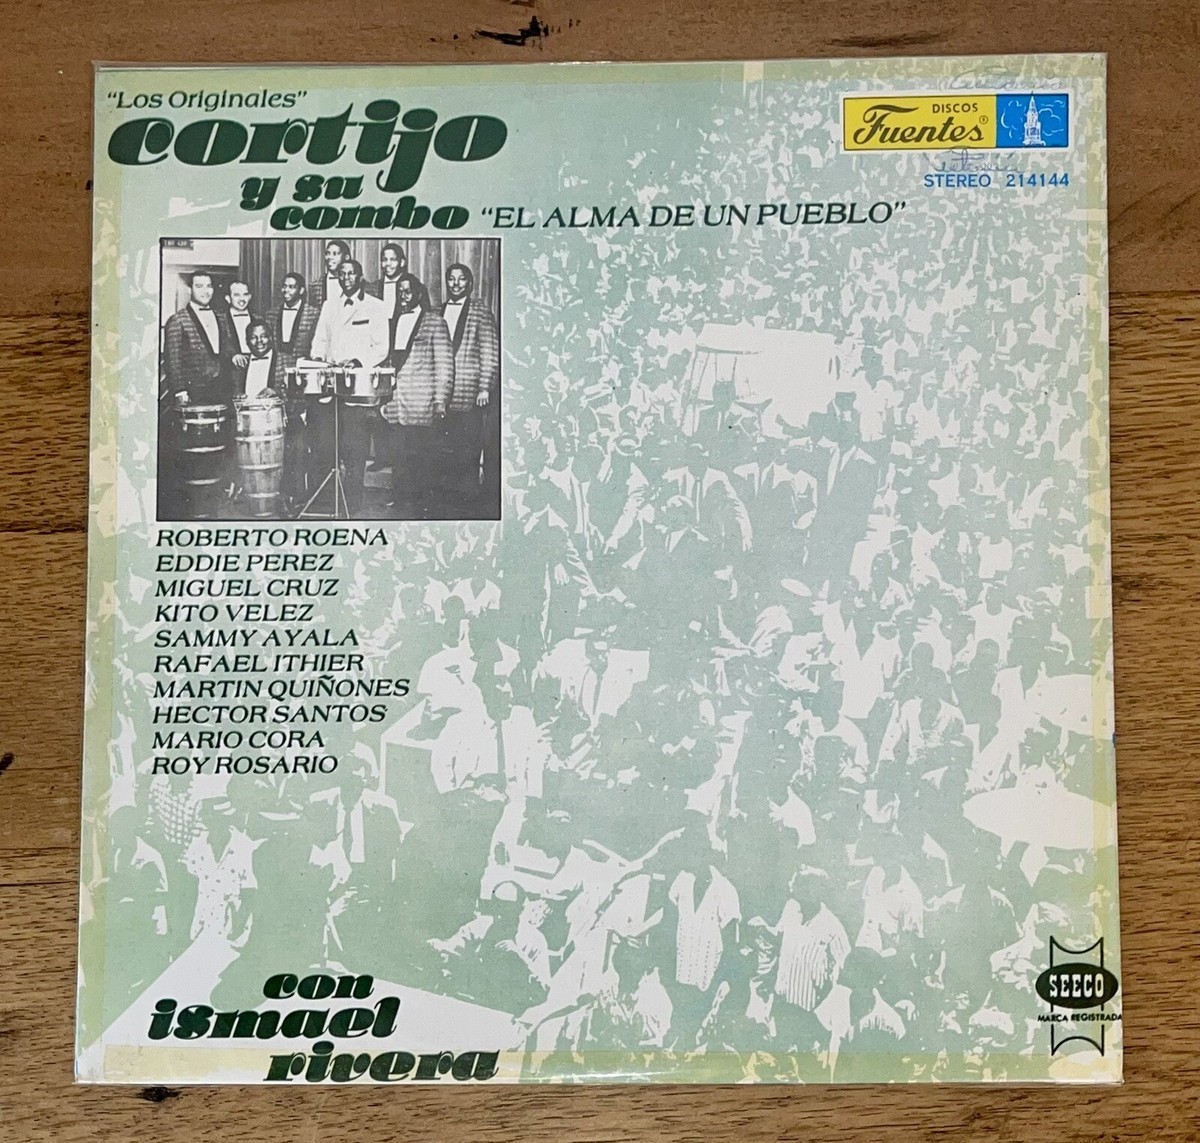 "Los Originales"
cortijo
y su
combo "EL ALMA DE UN PUEBLO"
DISCOS
Fuentes®
STEREO 214144
ROBERTO ROENA
EDDIE PEREZ
MIGUEL CRUZ
KITO VELEZ
SAMMY AYALA
RAFAEL ITHIER
MARTIN QUIÑONES
HECTOR SANTOS
MARIO CORA
ROY ROSARIO
con
ismael
rivera
SEECO
MARCA REGISTRADA